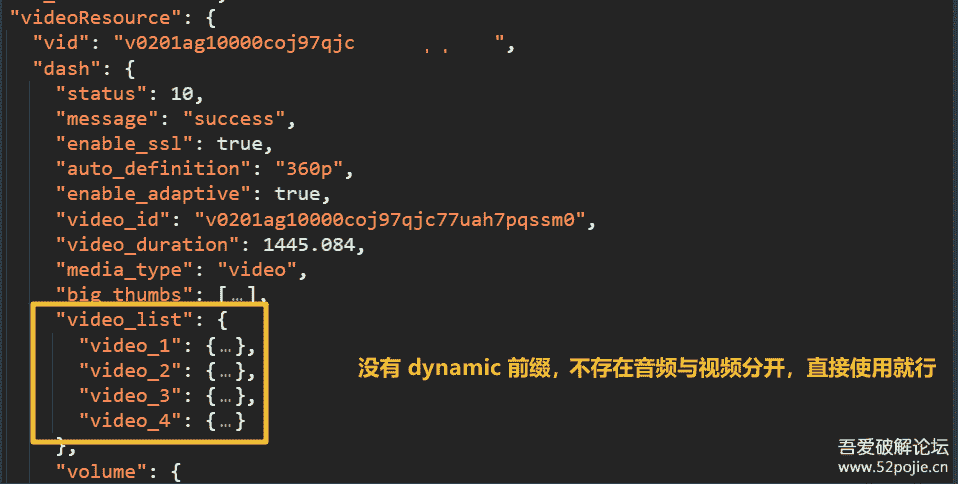 "videoResource": {
"vid": "v0201ag10000coj97qjc ",
"dash": {
"status": 10,
"message": "success",
"enable_ssl": true,
"auto_definition": "360p",
"enable_adaptive": true,
"video_id": "v0201ag10000coj97qjc77uah7pqssm0",
"video_duration": 1445.084,
"media_type": "video",
"big_thumbs": […],
"video_list": {
"video_1": {…},
"video_2": {…},
"video_3": {…},
"video_4": {…}
没有 dynamic 前缀，不存在音频与视频分开，直接使用就行
},
"volume": {
吾爱破解论坛
www.52pojie.cn